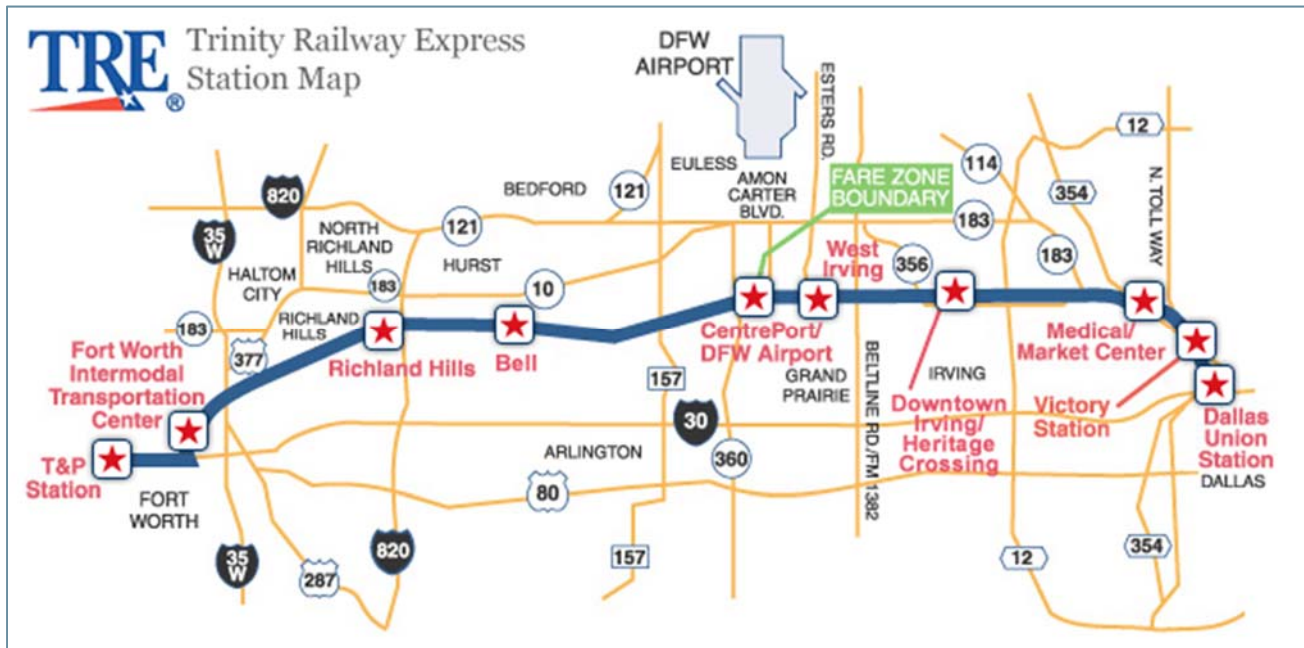 TRE®
Trinity Railway Express
Station Map
DFW
AIRPORT
ESTERS RD.
12
114
354
N. TOLL WAY
820
BEDFORD
121
EULESS
AMON
CARTER
BLVD.
FARE ZONE
BOUNDARY
35
W
NORTH
RICHLAND
HILLS
121
HURST
183
183
HALTOM
CITY
183
10
West
Irving
356
183
RICHLAND
HILLS
377
Fort Worth
Intermodal
Transportation
Center
Richland Hills
Bell
CentrePort/
DFW Airport
Medical/
Market Center
157
GRAND
PRAIRIE
BELTLINE RD./FM 1382
IRVING
30
Downtown
Irving/
Heritage
Crossing
Victory
Station
Dallas
Union
Station
DALLAS
T&P
Station
FORT
WORTH
ARLINGTON
360
80
35
W
287
820
157
12
354